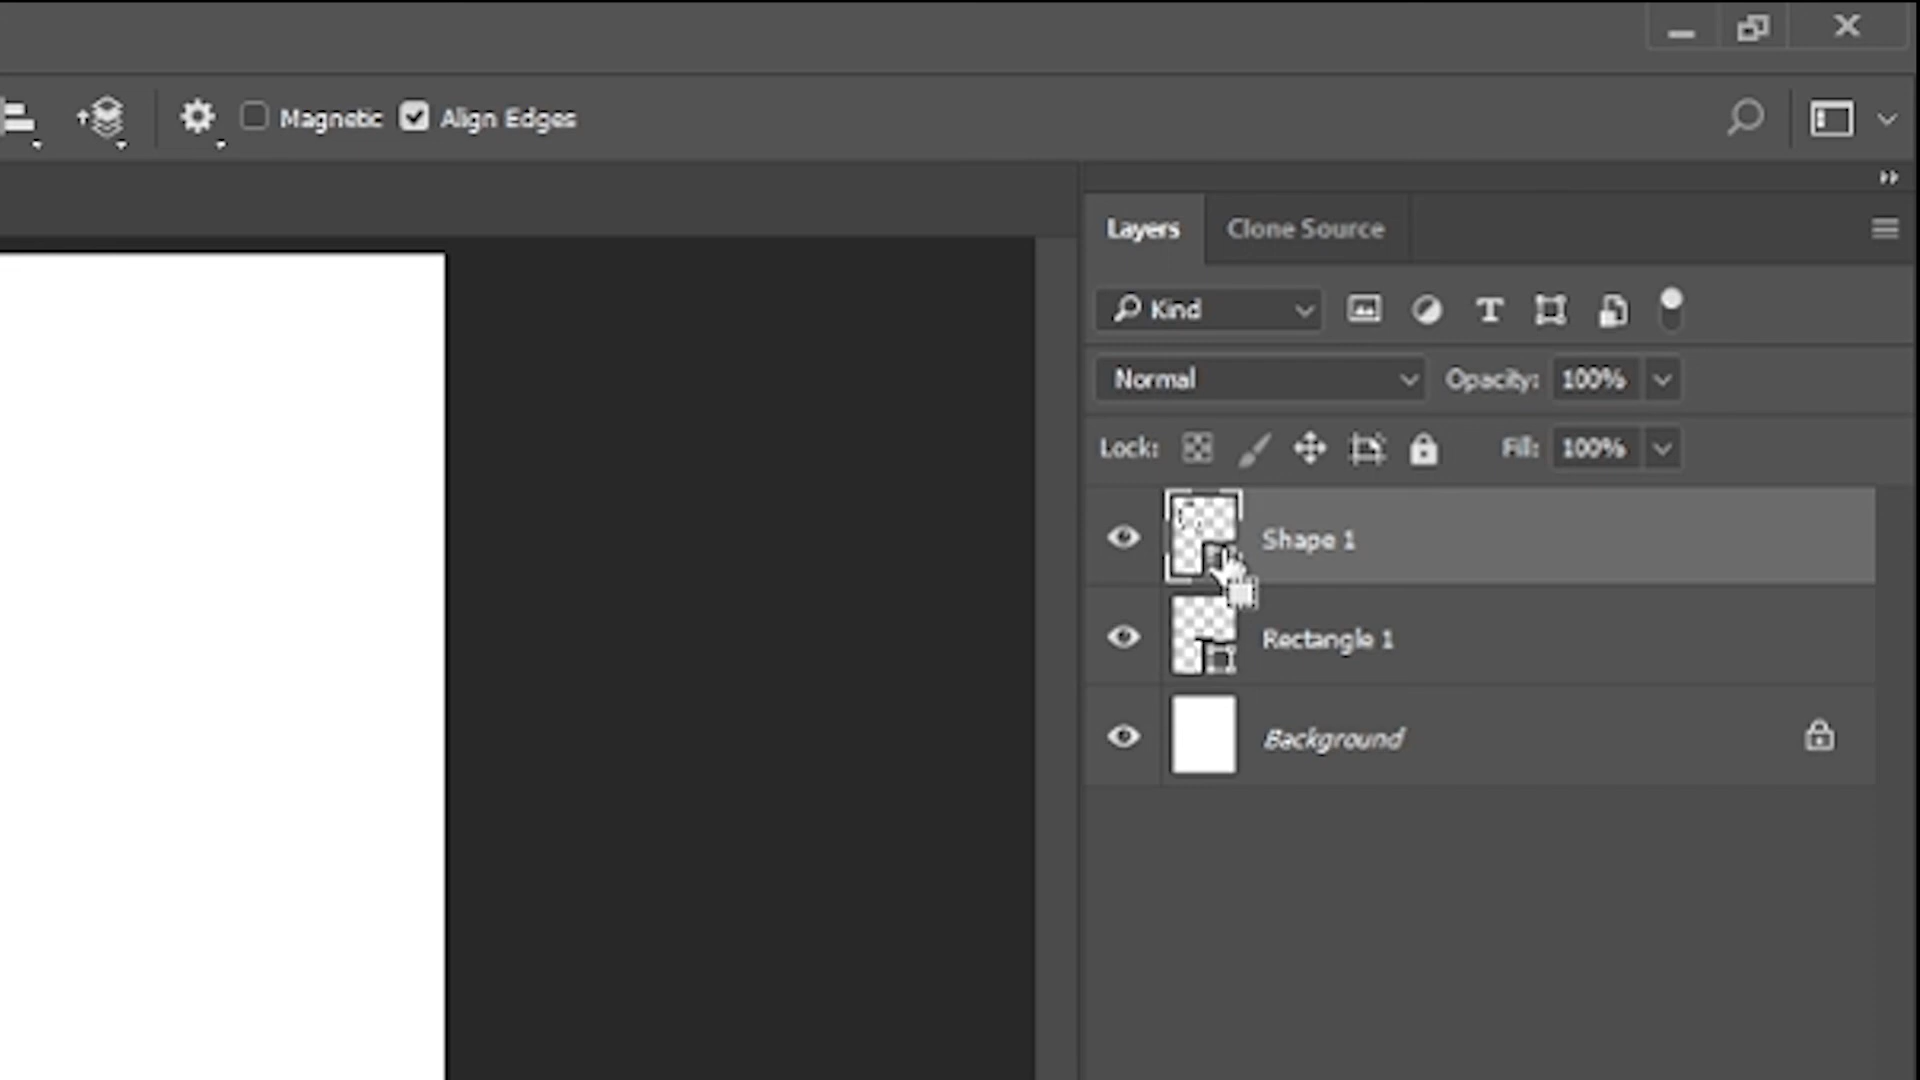 Magnetic Align Edges
Layers Clone Source
Kind
Normal Opacity: 100%
Lock: Fill: 100%
Shape 1
Rectangle 1
Background